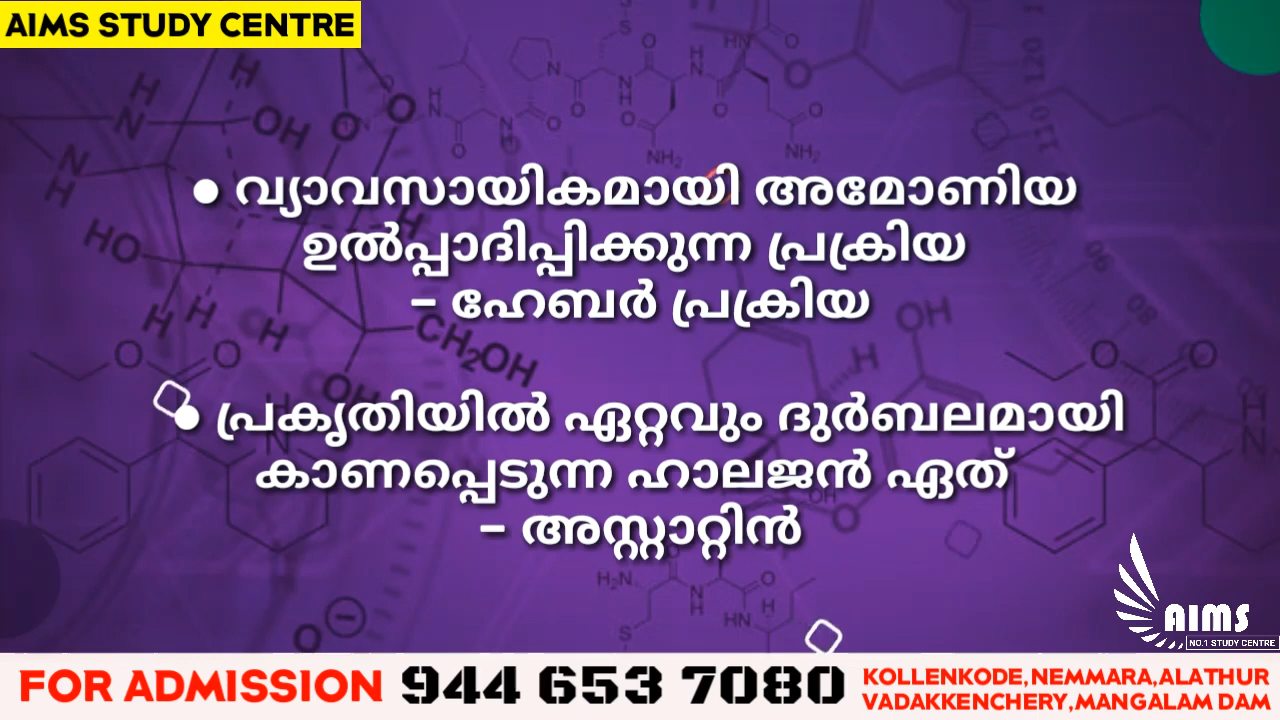 AIMS STUDY CENTRE
● വ്യാവസായികമായി അമോണിയ
ഉൽപ്പാദിപ്പിക്കുന്ന പ്രക്രിയ
– ഹേബർ പ്രക്രിയ
● പ്രകൃതിയിൽ ഏറ്റവും ദുർബലമായി
കാണപ്പെടുന്ന ഹാലജൻ ഏത്
– അസ്റ്റാറ്റിൻ
AIMS
NO.1 STUDY CENTRE
FOR ADMISSION 944 653 7080
KOLLENKODE, NEMMARA, ALATHUR
VADAKKENCHERY, MANGALAM DAM